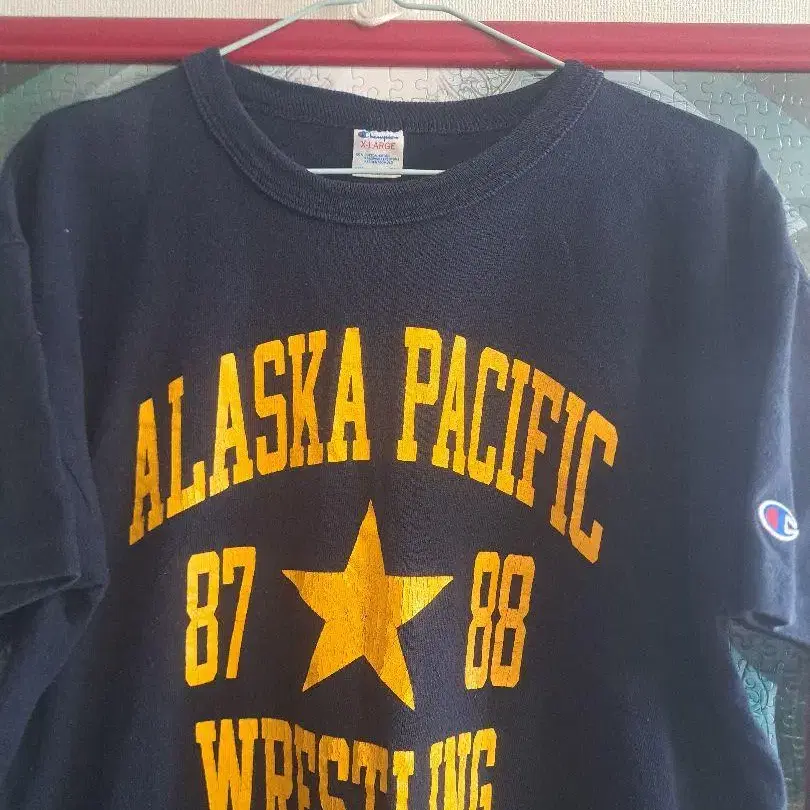 Champion
X-LARGE
ALASKA PACIFIC
87 88
WRESTLING